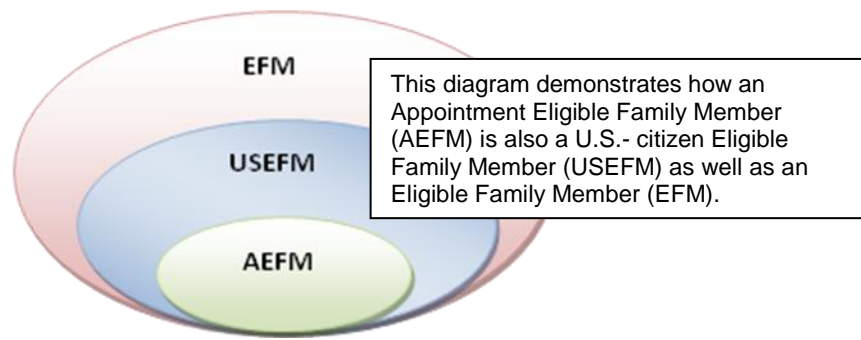 EFM
This diagram demonstrates how an
Appointment Eligible Family Member
(AEFM) is also a U.S.- citizen Eligible
Family Member (USEFM) as well as an
Eligible Family Member (EFM).
USEFM
AEFM